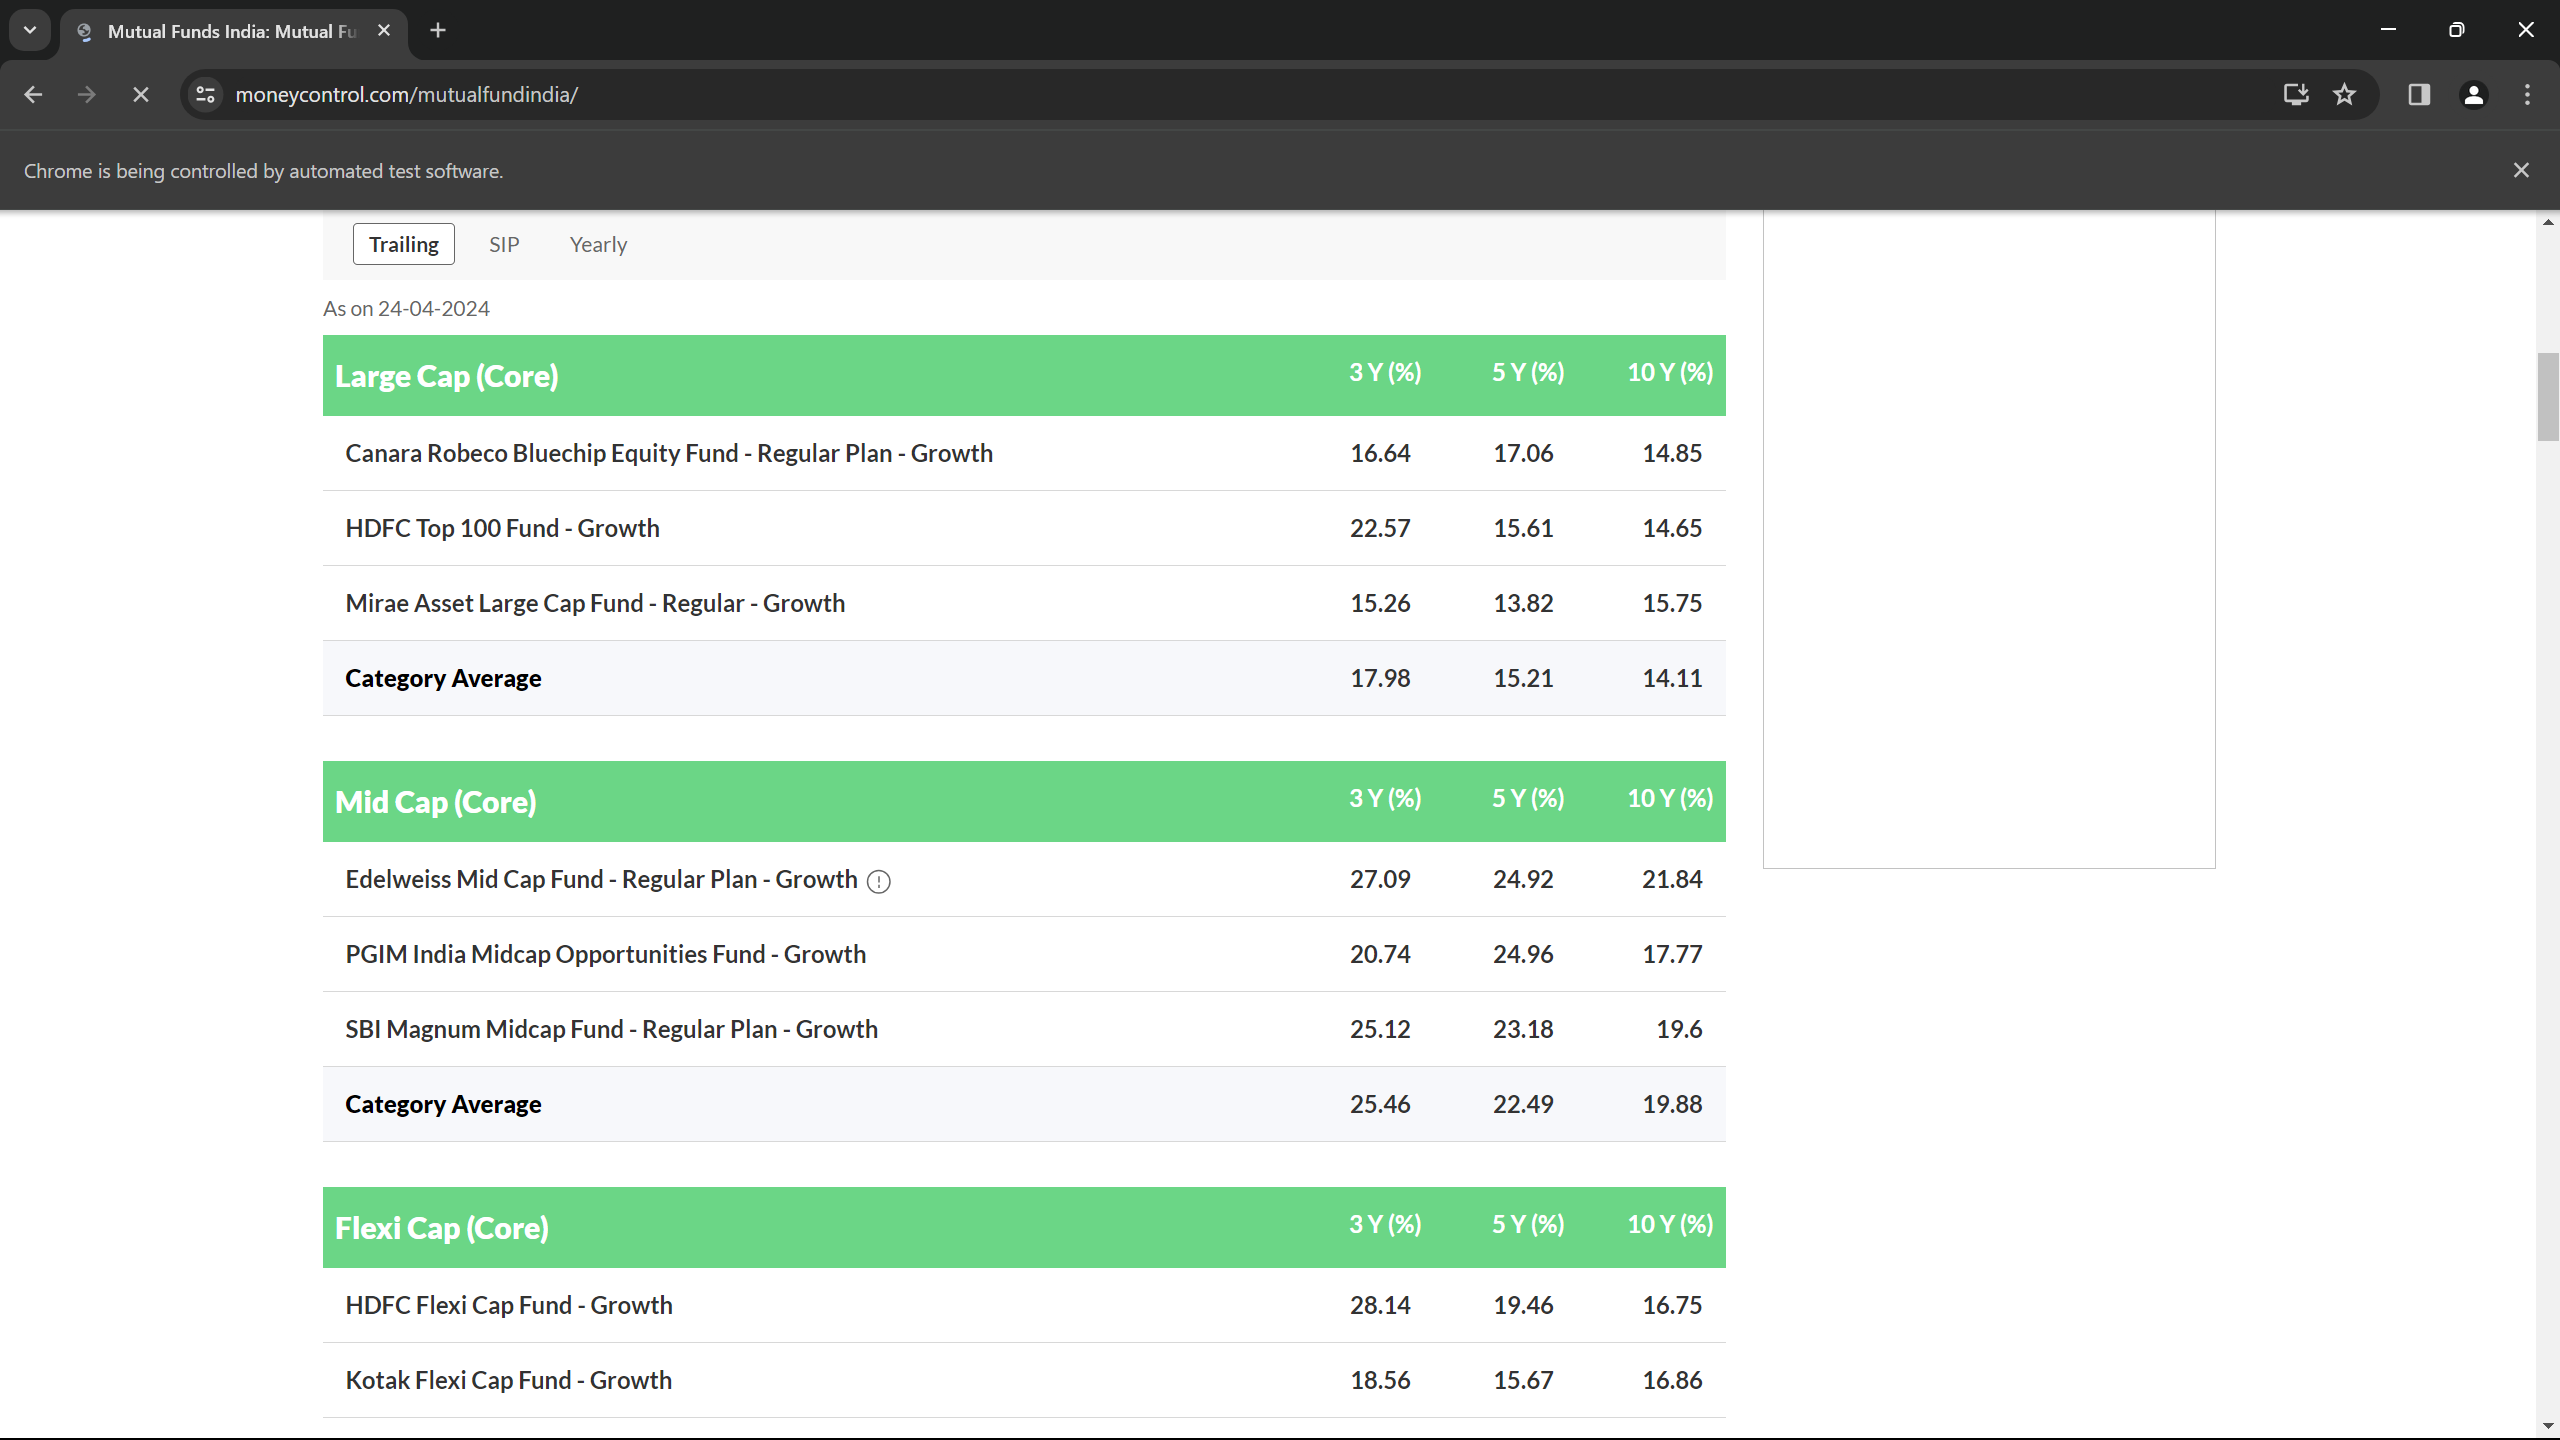 Mutual Funds India: Mutual Fu
moneycontrol.com/mutualfundindia/
Chrome is being controlled by automated test software.
Trailing SIP Yearly
As on 24-04-2024
Large Cap (Core) 3 Y (%) 5 Y (%) 10 Y (%)
Canara Robeco Bluechip Equity Fund - Regular Plan - Growth 16.64 17.06 14.85
HDFC Top 100 Fund - Growth 22.57 15.61 14.65
Mirae Asset Large Cap Fund - Regular - Growth 15.26 13.82 15.75
Category Average 17.98 15.21 14.11
Mid Cap (Core) 3 Y (%) 5 Y (%) 10 Y (%)
Edelweiss Mid Cap Fund - Regular Plan - Growth 27.09 24.92 21.84
PGIM India Midcap Opportunities Fund - Growth 20.74 24.96 17.77
SBI Magnum Midcap Fund - Regular Plan - Growth 25.12 23.18 19.6
Category Average 25.46 22.49 19.88
Flexi Cap (Core) 3 Y (%) 5 Y (%) 10 Y (%)
HDFC Flexi Cap Fund - Growth 28.14 19.46 16.75
Kotak Flexi Cap Fund - Growth 18.56 15.67 16.86